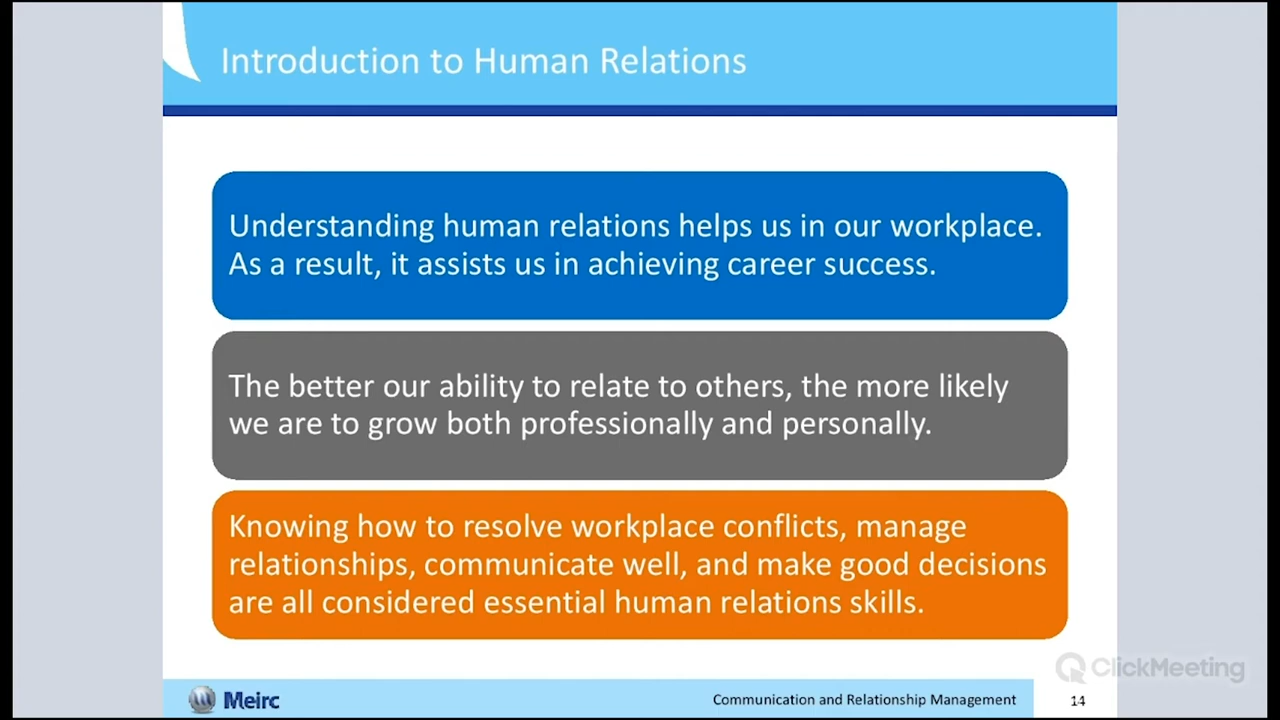 Introduction to Human Relations
Understanding human relations helps us in our workplace.
As a result, it assists us in achieving career success.
The better our ability to relate to others, the more likely
we are to grow both professionally and personally.
Knowing how to resolve workplace conflicts, manage
relationships, communicate well, and make good decisions
are all considered essential human relations skills.
ClickMeeting
Meirc
Communication and Relationship Management
14